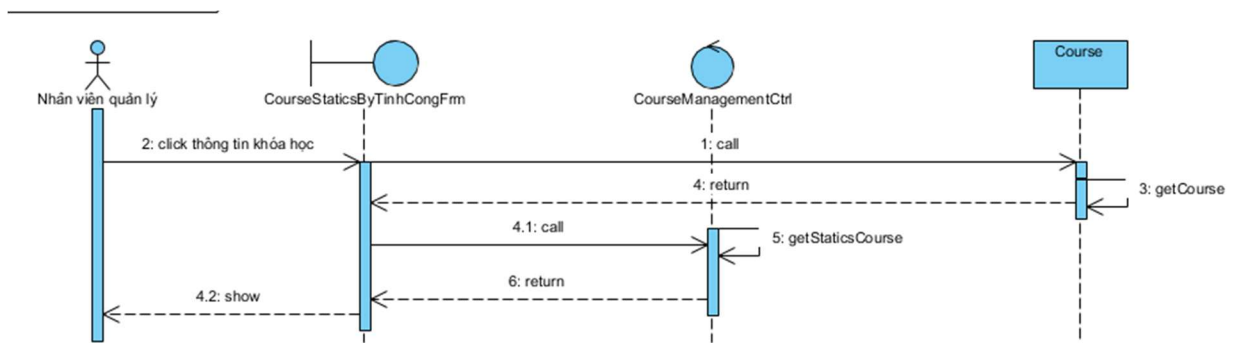 Nhân viên quản lý
CourseStaticsByTinhCongFrm
CourseManagementCtrl
Course
2: click thông tin khóa học
1: call
4: return
3: getCourse
4.1: call
5: getStaticsCourse
6: return
4.2: show